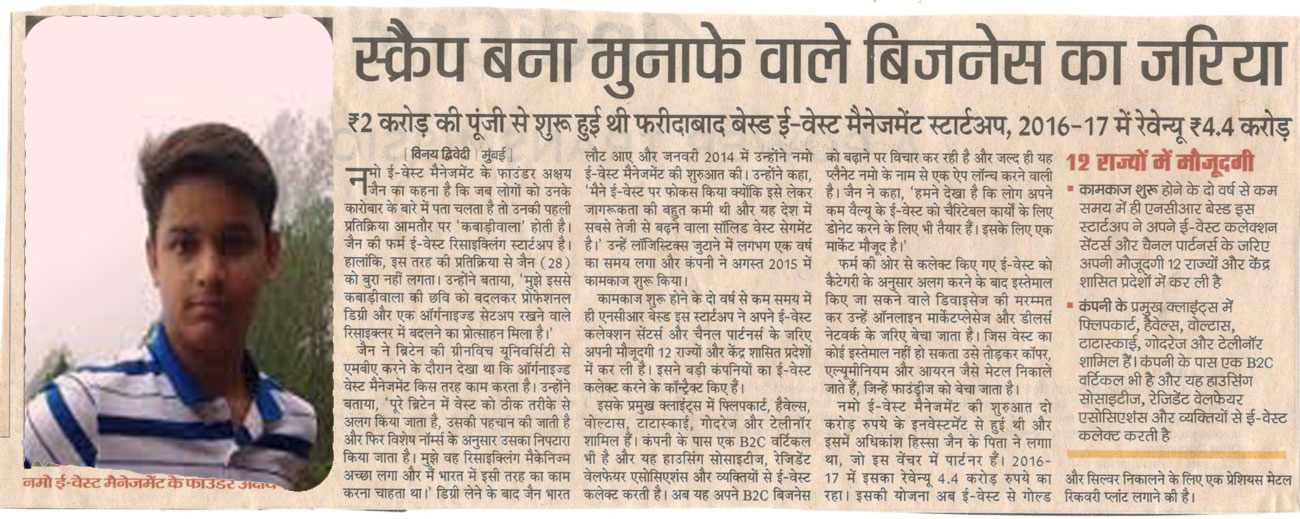 स्क्रैप बना मुनाफे वाले बिजनेस का जरिया
₹2 करोड़ की पूंजी से शुरू हुई थी फरीदाबाद बेस्ड ई-वेस्ट मैनेजमेंट स्टार्टअप, 2016-17 में रेवेन्यू ₹4.4 करोड़
[ विनय द्विवेदी | मुंबई ]
नमो ई-वेस्ट मैनेजमेंट के फाउंडर अक्षय
जैन का कहना है कि जब लोगों को उनके
कारोबार के बारे में पता चलता है तो उनकी पहली
प्रतिक्रिया आमतौर पर 'कबाड़ीवाला' होती है।
जैन की फर्म ई-वेस्ट रिसाइक्लिंग स्टार्टअप है।
हालांकि, इस तरह की प्रतिक्रिया से जैन (28)
को बुरा नहीं लगता। उन्होंने बताया, 'मुझे इससे
कबाड़ीवाला की छवि को बदलकर प्रोफेशनल
डिग्री और एक ऑर्गनाइज्ड सेटअप रखने वाले
रिसाइक्लर में बदलने का प्रोत्साहन मिला है।'
जैन ने ब्रिटेन की ग्रीनविच यूनिवर्सिटी से
एमबीए करने के दौरान देखा था कि ऑर्गनाइज्ड
वेस्ट मैनेजमेंट किस तरह काम करता है। उन्होंने
बताया, 'पूरे ब्रिटेन में वेस्ट को ठीक तरीके से
अलग किया जाता है, उसकी पहचान की जाती है
और फिर विशेष नॉर्म्स के अनुसार उसका निपटारा
किया जाता है। मुझे वह रिसाइक्लिंग मैकेनिज्म
अच्छा लगा और मैं भारत में इसी तरह का काम
करना चाहता था।' डिग्री लेने के बाद जैन भारत
लौट आए और जनवरी 2014 में उन्होंने नमो
ई-वेस्ट मैनेजमेंट की शुरुआत की। उन्होंने कहा,
'मैंने ई-वेस्ट पर फोकस किया क्योंकि इसे लेकर
जागरूकता की बहुत कमी थी और यह देश में
सबसे तेजी से बढ़ने वाला सॉलिड वेस्ट सेगमेंट
है।' उन्हें लॉजिस्टिक्स जुटाने में लगभग एक वर्ष
का समय लगा और कंपनी ने अगस्त 2015 में
कामकाज शुरू किया।
कामकाज शुरू होने के दो वर्ष से कम समय में
ही एनसीआर बेस्ड इस स्टार्टअप ने अपने ई-वेस्ट
कलेक्शन सेंटर्स और चैनल पार्टनर्स के जरिए
अपनी मौजूदगी 12 राज्यों और केंद्र शासित प्रदेशों
में कर ली है। इसने बड़ी कंपनियों का ई-वेस्ट
कलेक्ट करने के कॉन्ट्रैक्ट किए हैं।
इसके प्रमुख क्लाइंट्स में फ्लिपकार्ट, हैवेल्स,
वोल्टास, टाटास्काई, गोदरेज और टेलीनॉर
शामिल हैं। कंपनी के पास एक B2C वर्टिकल
भी है और यह हाउसिंग सोसाइटीज, रेजिडेंट
वेलफेयर एसोसिएशंस और व्यक्तियों से ई-वेस्ट
कलेक्ट करती है। अब यह अपने B2C बिजनेस
को बढ़ाने पर विचार कर रही है और जल्द ही यह
प्लैनेट नमो के नाम से एक ऐप लॉन्च करने वाली
है। जैन ने कहा, 'हमने देखा है कि लोग अपने
कम वैल्यू के ई-वेस्ट को चैरिटेबल कार्यों के लिए
डोनेट करने के लिए भी तैयार हैं। इसके लिए एक
मार्केट मौजूद है।'
फर्म की ओर से कलेक्ट किए गए ई-वेस्ट को
कैटेगरी के अनुसार अलग करने के बाद इस्तेमाल
किए जा सकने वाले डिवाइसेज की मरम्मत
कर उन्हें ऑनलाइन मार्केटप्लेसेज और डीलर्स
नेटवर्क के जरिए बेचा जाता है। जिस वेस्ट का
कोई इस्तेमाल नहीं हो सकता उसे तोड़कर कॉपर,
एल्युमीनियम और आयरन जैसे मेटल निकाले
जाते हैं, जिन्हें फाउंड्रीज को बेचा जाता है।
नमो ई-वेस्ट मैनेजमेंट की शुरुआत दो
करोड़ रुपये के इनवेस्टमेंट से हुई थी और
इसमें अधिकांश हिस्सा जैन के पिता ने लगाा
था, जो इस वेंचर में पार्टनर हैं। 2016-
17 में इसका रेवेन्यू 4.4 करोड़ रुपये का
रहा। इसकी योजना अब ई-वेस्ट से गोल्ड
12 राज्यों में मौजूदगी
कामकाज शुरू होने के दो वर्ष से कम
समय में ही एनसीआर बेस्ड इस
स्टार्टअप ने अपने ई-वेस्ट कलेक्शन
सेंटर्स और चैनल पार्टनर्स के जरिए
अपनी मौजूदगी 12 राज्यों और केंद्र
शासित प्रदेशों में कर ली है
कंपनी के प्रमुख क्लाइंट्स में
फ्लिपकार्ट, हैवेल्स, वोल्टास,
टाटास्काई, गोदरेज और टेलीनॉर
शामिल हैं। कंपनी के पास एक B2C
वर्टिकल भी है और यह हाउसिंग
सोसाइटीज, रेजिडेंट वेलफेयर
एसोसिएशंस और व्यक्तियों से ई-वेस्ट
कलेक्ट करती है
और सिल्वर निकालने के लिए एक प्रेशियस मेटल
रिकवरी प्लांट लगाने की है।
नमो ई-वेस्ट मैनेजमेंट के फाउंडर अक्षय